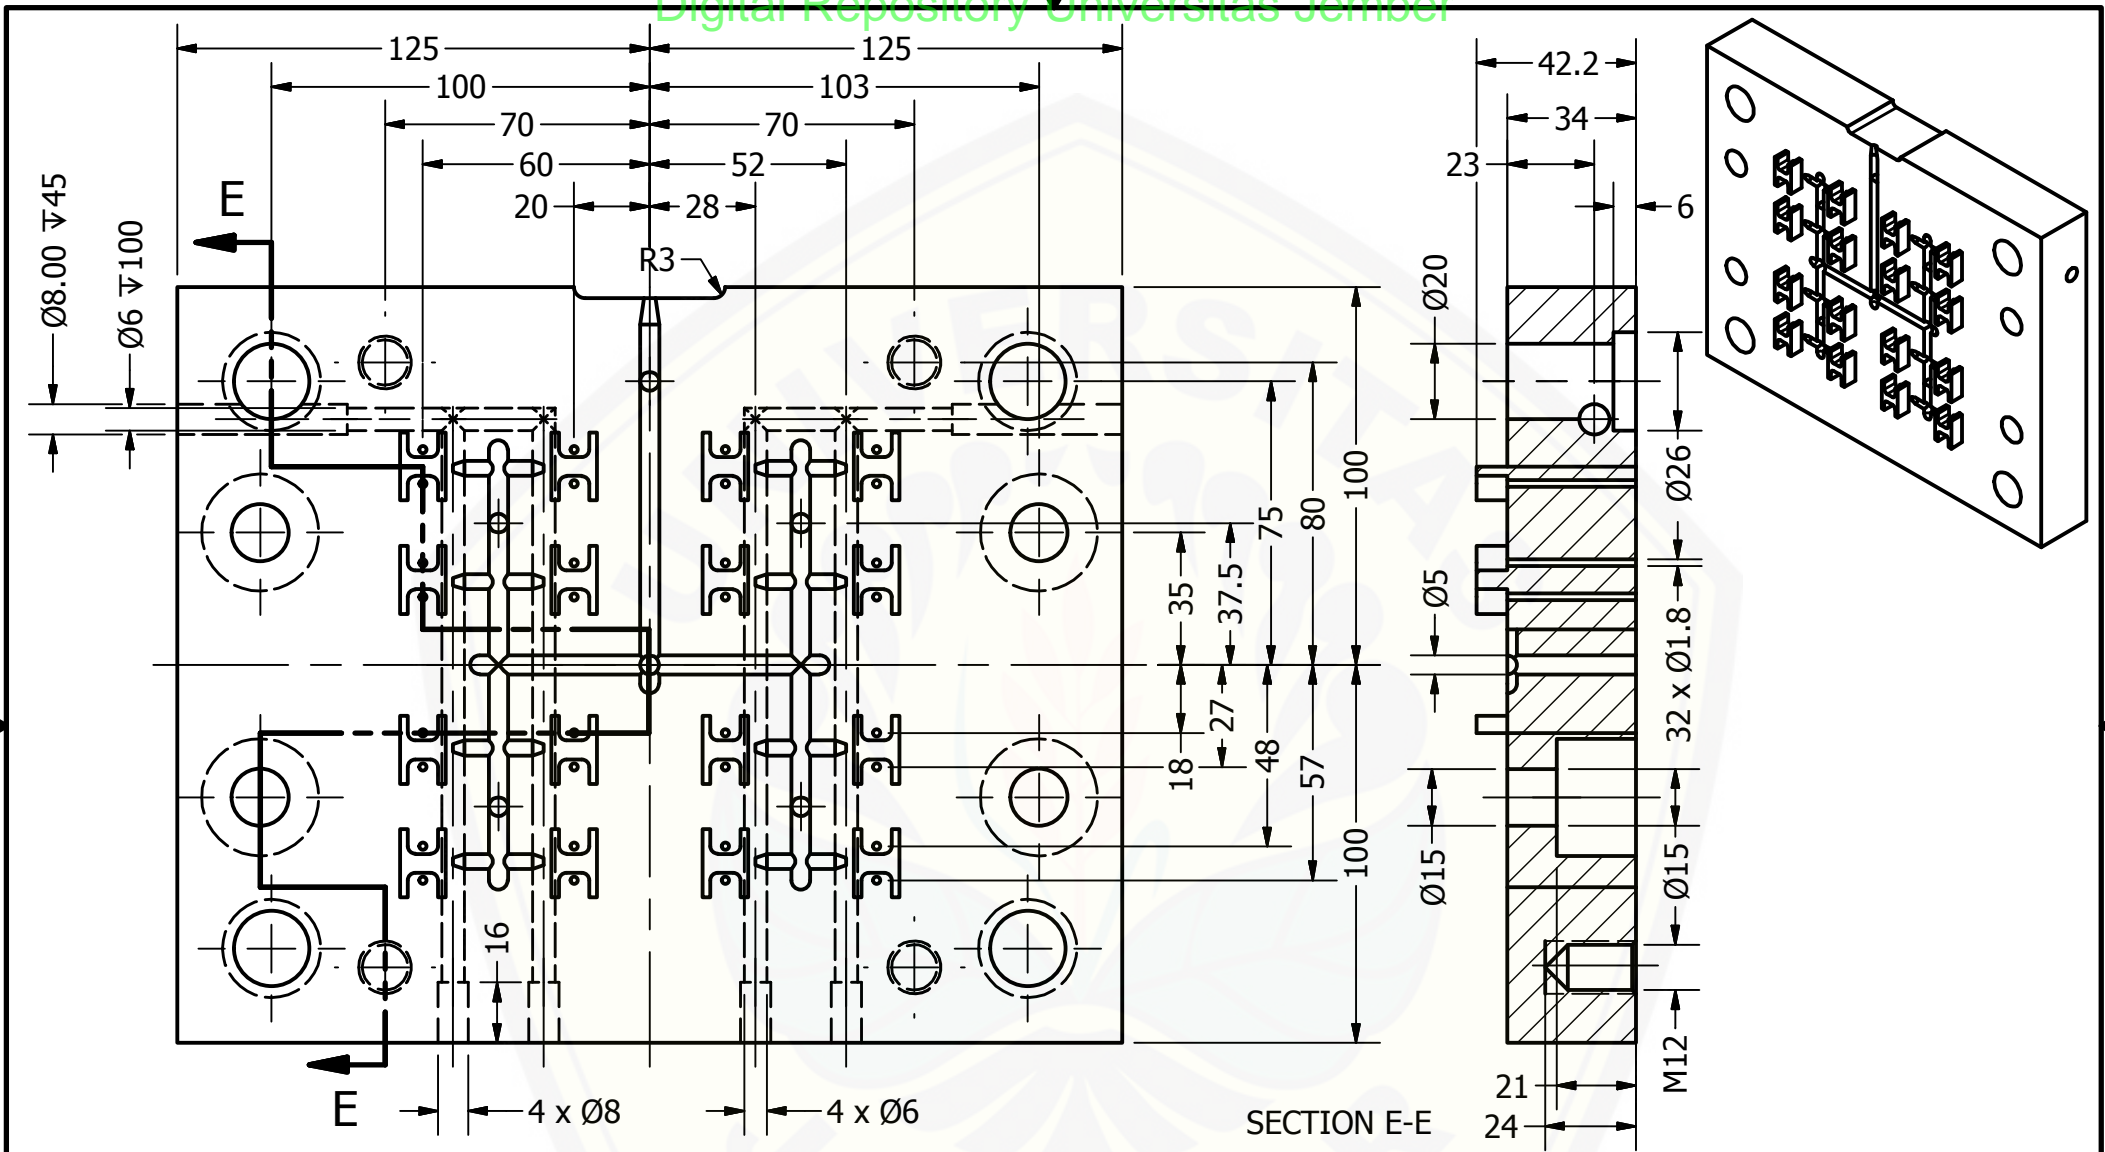 Digital Repository Universitas Jember
125
125
42.2
100
103
34
70
70
60
52
23
20
28
6
E
R3
Ø8.00 ↧45
Ø6 ↧100
Ø20
Ø26
100
80
75
37.5
35
Ø5
32 x Ø1.8
18
27
48
57
100
Ø15
Ø15
16
M12
21
24
E
4 x Ø8
4 x Ø6
SECTION E-E
UNIVERSITAS